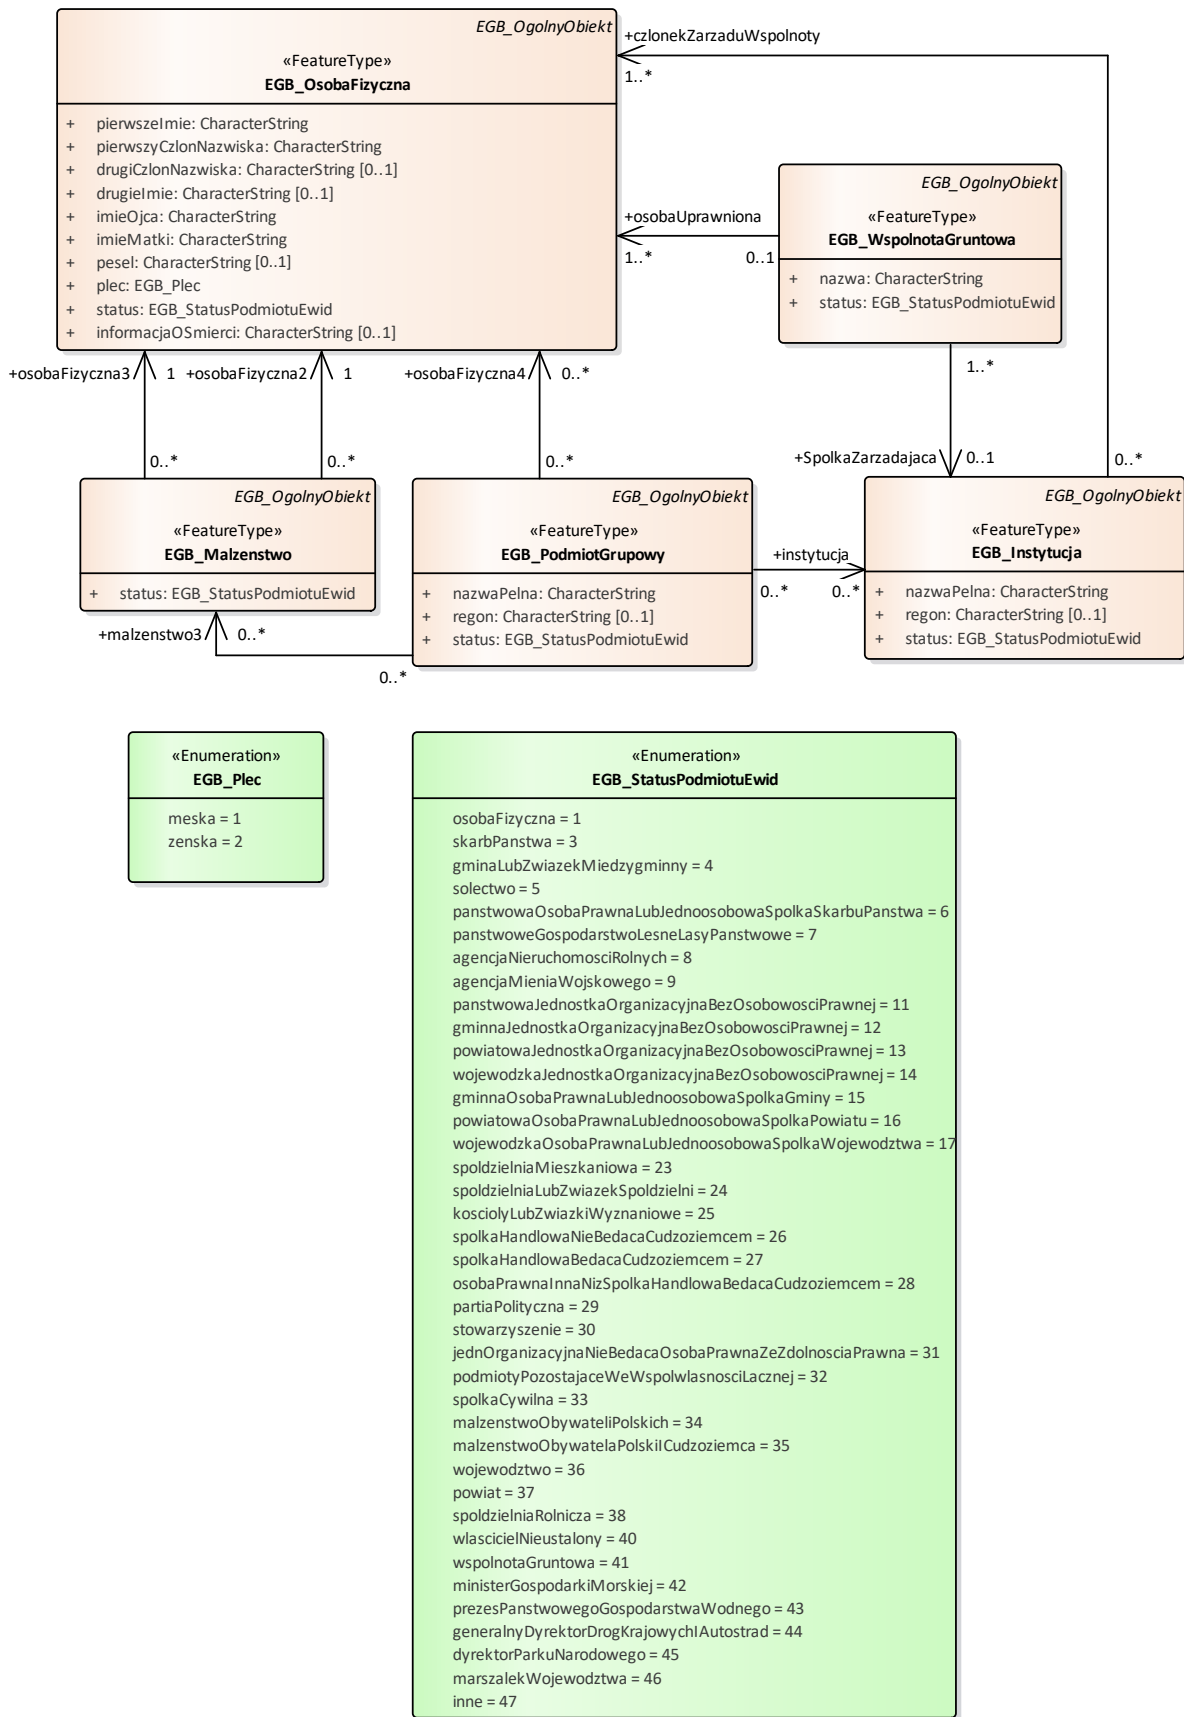 EGB_OgolnyObiekt
«FeatureType»
EGB_OsobaFizyczna
+ pierwszeImie: CharacterString
+ pierwszyCzlonNazwiska: CharacterString
+ drugiCzlonNazwiska: CharacterString [0..1]
+ drugieImie: CharacterString [0..1]
+ imieOjca: CharacterString
+ imieMatki: CharacterString
+ pesel: CharacterString [0..1]
+ plec: EGB_Plec
+ status: EGB_StatusPodmiotuEwid
+ informacjaOSmierci: CharacterString [0..1]
+członekZarzaduWspolnoty
1..*
EGB_OgolnyObiekt
«FeatureType»
EGB_WspolnotaGruntowa
+ nazwa: CharacterString
+ status: EGB_StatusPodmiotuEwid
+osobaUprawniona
1..* 0..1
+osobaFizyczna3 1 +osobaFizyczna2 1 +osobaFizyczna4 0..*
1..*
0..* 0..* 0..*
+SpolkaZarzadajaca 0..1 0..*
EGB_OgolnyObiekt
«FeatureType»
EGB_Malzenstwo
+ status: EGB_StatusPodmiotuEwid
+malzenstwo3 0..*
0..*
EGB_OgolnyObiekt
«FeatureType»
EGB_PodmiotGrupowy
+ nazwaPelna: CharacterString
+ regon: CharacterString [0..1]
+ status: EGB_StatusPodmiotuEwid
+instytucja
0..* 0..*
EGB_OgolnyObiekt
«FeatureType»
EGB_Instytucja
+ nazwaPelna: CharacterString
+ regon: CharacterString [0..1]
+ status: EGB_StatusPodmiotuEwid
«Enumeration»
EGB_Plec
meska = 1
zenska = 2
«Enumeration»
EGB_StatusPodmiotuEwid
osobaFizyczna = 1
skarbPanstwa = 3
gminaLubZwiazekMiedzygminny = 4
solectwo = 5
panstwowaOsobaPrawnaLubJednoosobowaSpolkaSkarbuPanstwa = 6
panstwoweGospodarstwoLesneLasyPanstwowe = 7
agencjaNieruchomosciRolnych = 8
agencjaMieniaWojskowego = 9
panstwowaJednostkaOrganizacyjnaBezOsobowosciPrawnej = 11
gminnaJednostkaOrganizacyjnaBezOsobowosciPrawnej = 12
powiatowaJednostkaOrganizacyjnaBezOsobowosciPrawnej = 13
wojewodzkaJednostkaOrganizacyjnaBezOsobowosciPrawnej = 14
gminnaOsobaPrawnaLubJednoosobowaSpolkaGminy = 15
powiatowaOsobaPrawnaLubJednoosobowaSpolkaPowiatu = 16
wojewodzkaOsobaPrawnaLubJednoosobowaSpolkaWojewodztwa = 17
spoldzielniaMieszkaniowa = 23
spoldzielniaLubZwiazekSpoldzielni = 24
kosciolyLubZwiazkiWyznaniowe = 25
spolkaHandlowaNieBedacaCudzoziemcem = 26
spolkaHandlowaBedacaCudzoziemcem = 27
osobaPrawnaInnaNizSpolkaHandlowaBedacaCudzoziemcem = 28
partiaPolityczna = 29
stowarzyszenie = 30
jednOrganizacyjnaNieBedacaOsobaPrawnaZeZdolnosciaPrawna = 31
podmiotyPozostajaceWeWspolwlasnosciLacznej = 32
spolkaCywilna = 33
malzenstwoObywateliPolskich = 34
malzenstwoObywatelaPolskiICudzoziemca = 35
wojewodztwo = 36
powiat = 37
spoldzielniaRolnicza = 38
wlascicielNieustalony = 40
wspolnotaGruntowa = 41
ministerGospodarkiMorskiej = 42
prezesPanstwowegoGospodarstwaWodnego = 43
generalnyDyrektorDrogKrajowychIAutostrad = 44
dyrektorParkuNarodowego = 45
marszalekWojewodztwa = 46
inne = 47